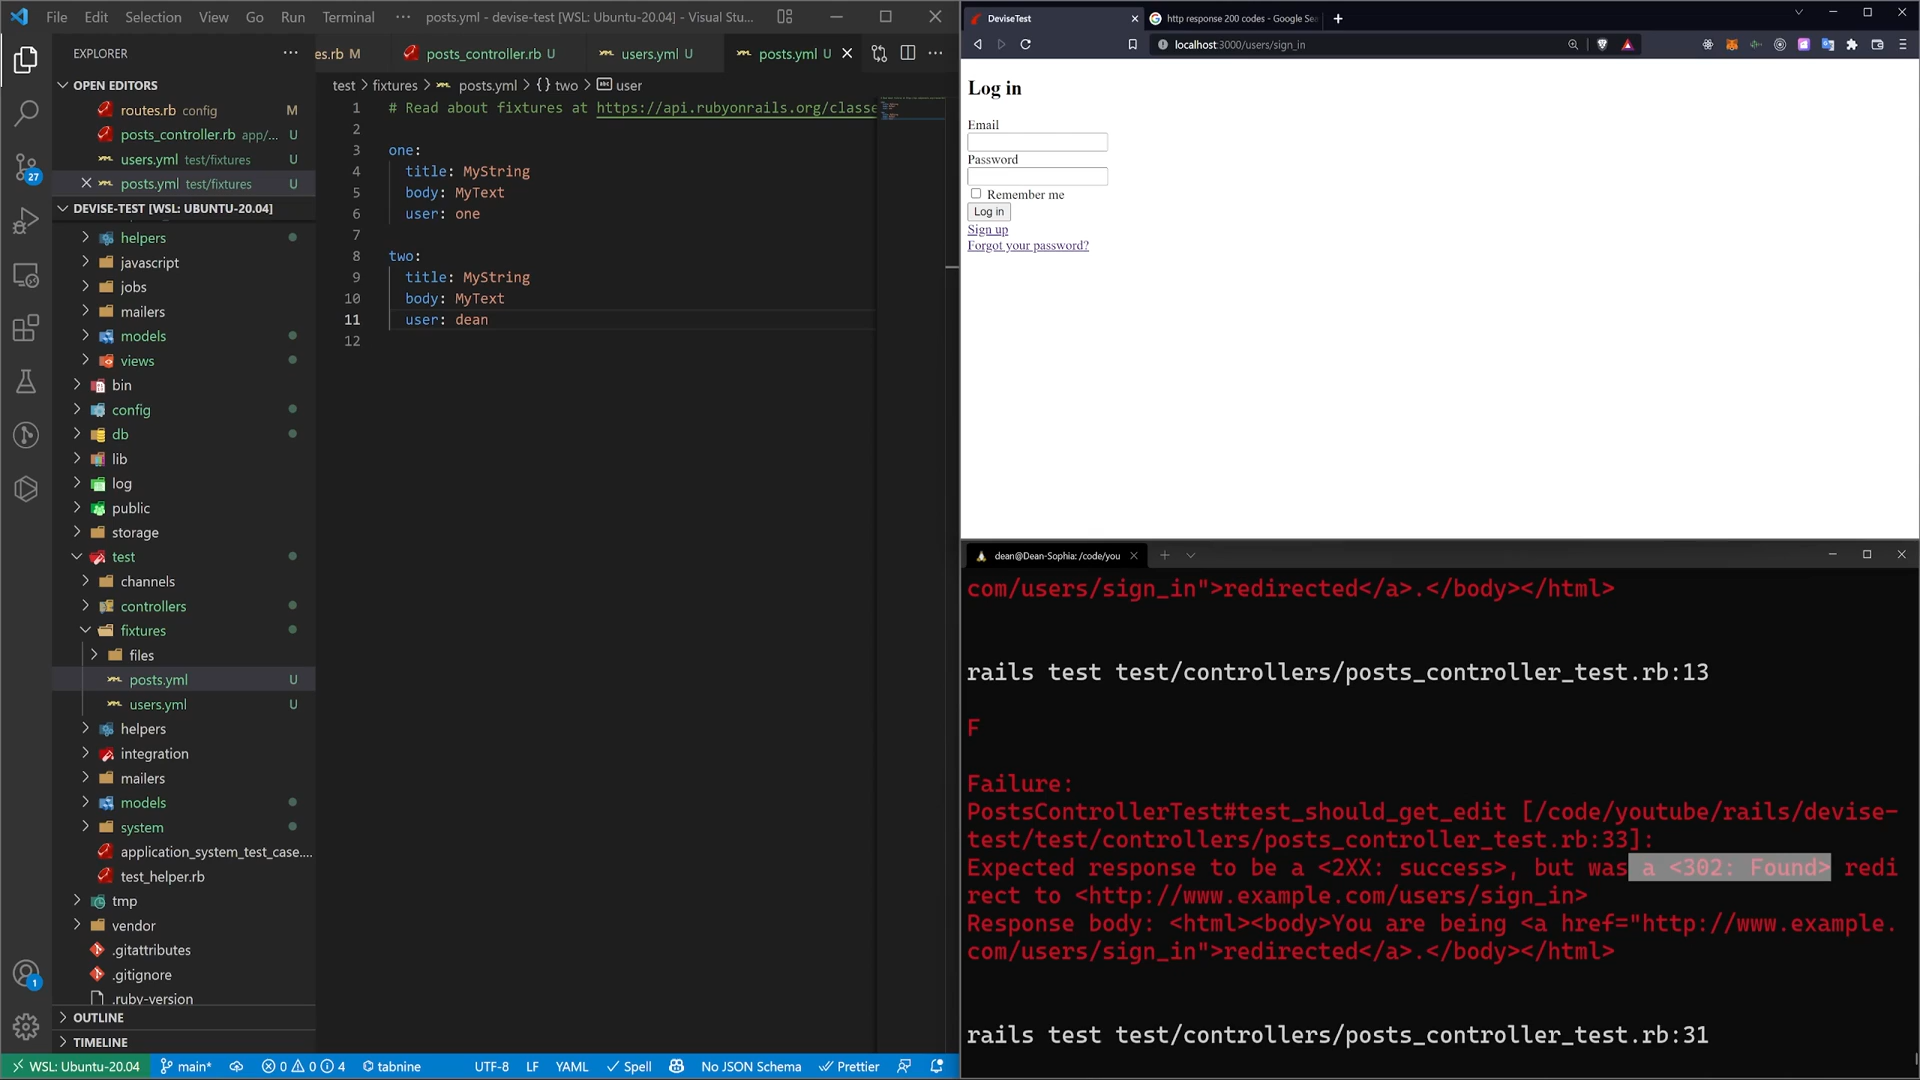 File Edit Selection View Go Run Terminal ··· posts.yml - devise-test [WSL: Ubuntu-20.04] - Visual Stu...
EXPLORER
OPEN EDITORS
routes.rb config M
posts_controller.rb app/... U
users.yml test/fixtures U
posts.yml test/fixtures U
DEVISE-TEST [WSL: UBUNTU-20.04]
helpers
javascript
jobs
mailers
models
views
bin
config
db
lib
log
public
storage
test
channels
controllers
fixtures
files
posts.yml U
users.yml U
helpers
integration
mailers
models
system
application_system_test_case....
test_helper.rb
tmp
vendor
.gitattributes
.gitignore
.ruby-version
OUTLINE
TIMELINE
27
1
es.rb M posts_controller.rb U users.yml U posts.yml U
test > fixtures > posts.yml > {} two > abc user
1 # Read about fixtures at https://api.rubyonrails.org/classe
2
3 one:
4 title: MyString
5 body: MyText
6 user: one
7
8 two:
9 title: MyString
10 body: MyText
11 user: dean
12
WSL: Ubuntu-20.04 main* 0 0 4 tabnine UTF-8 LF YAML Spell No JSON Schema Prettier
DeviseTest
http response 200 codes - Google Sea
localhost:3000/users/sign_in
Log in
Email
Password
Remember me
Log in
Sign up
Forgot your password?
dean@Dean-Sophia: /code/you
com/users/sign_in">redirected</a>.</body></html>
rails test test/controllers/posts_controller_test.rb:13
F
Failure:
PostsControllerTest#test_should_get_edit [/code/youtube/rails/devise-
test/test/controllers/posts_controller_test.rb:33]:
Expected response to be a <2XX: success>, but was a <302: Found> redi
rect to <http://www.example.com/users/sign_in>
Response body: <html><body>You are being <a href="http://www.example.
com/users/sign_in">redirected</a>.</body></html>
rails test test/controllers/posts_controller_test.rb:31